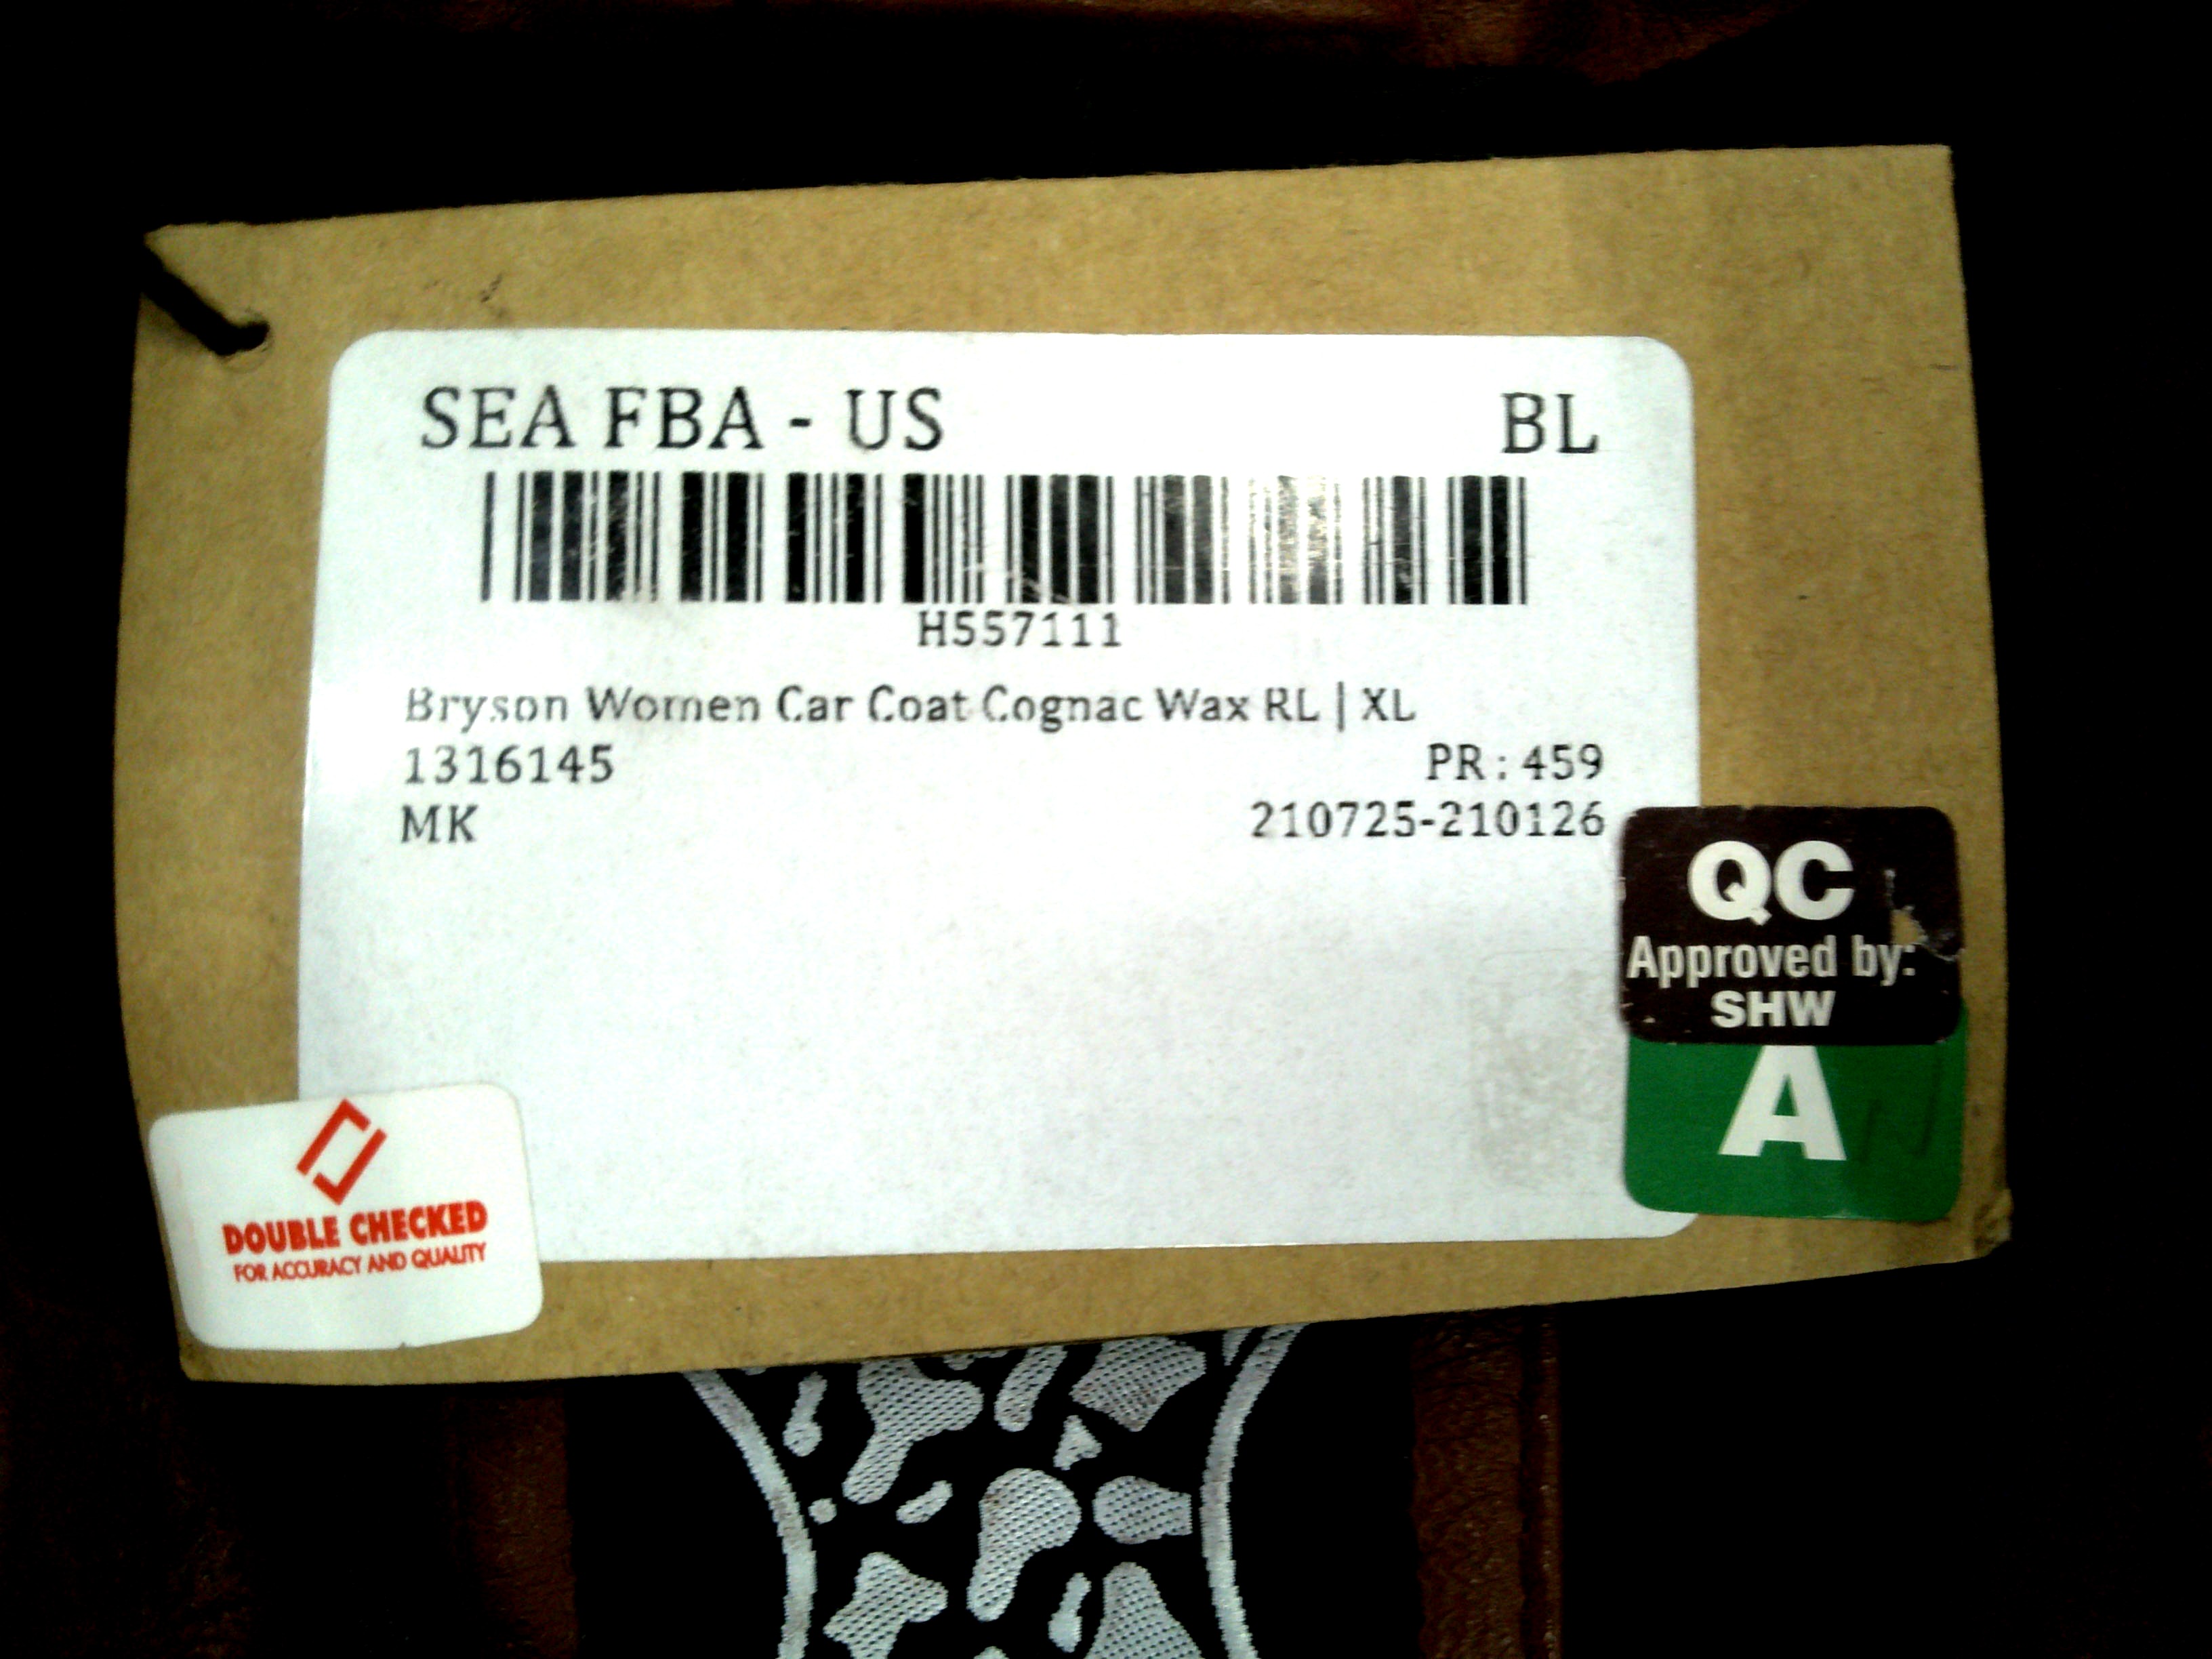 SEA FBA - US BL
H557111
Bryson Women Car Coat Cognac Wax RL | XL
1316145 PR : 459
MK 210725-210126
QC
Approved by:
SHW
A
DOUBLE CHECKED
FOR ACCURACY AND QUALITY